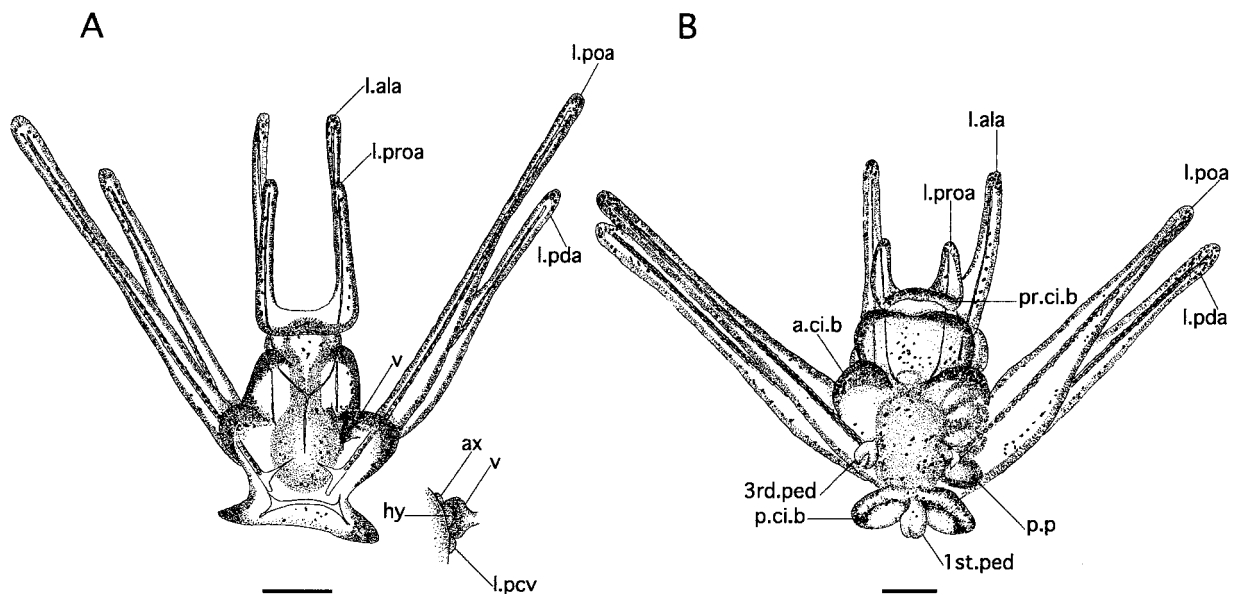 A
B
l.poa
l.ala
l.proa
l.pda
v
ax
v
hy
l.pcv
l.ala
l.proa
l.poa
pr.ci.b
l.pda
a.ci.b
3rd.ped
p.ci.b
p.p
1st.ped